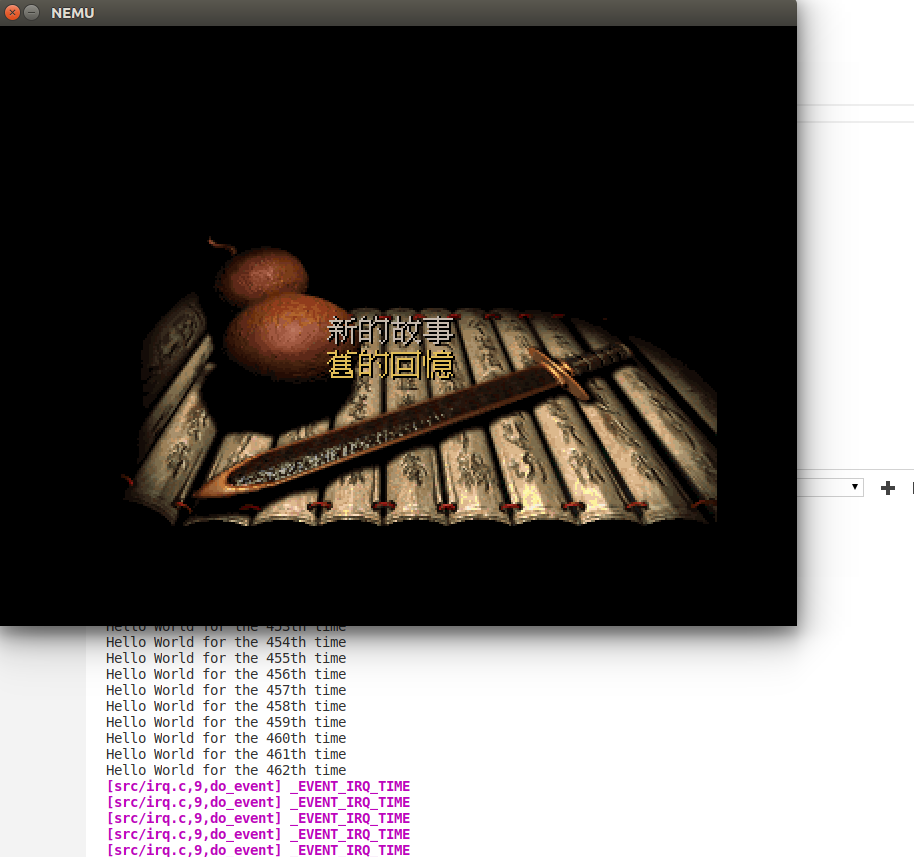 NEMU
新的故事
舊的回憶
Hello World for the 453th time
Hello World for the 454th time
Hello World for the 455th time
Hello World for the 456th time
Hello World for the 457th time
Hello World for the 458th time
Hello World for the 459th time
Hello World for the 460th time
Hello World for the 461th time
Hello World for the 462th time
[src/irq.c,9,do_event] _EVENT_IRQ_TIME
[src/irq.c,9,do_event] _EVENT_IRQ_TIME
[src/irq.c,9,do_event] _EVENT_IRQ_TIME
[src/irq.c,9,do_event] _EVENT_IRQ_TIME
[src/irq.c,9,do_event] _EVENT_IRQ_TIME